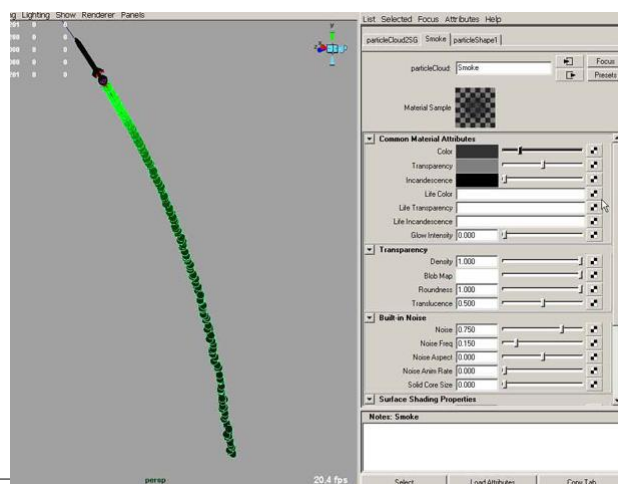 Lighting Show Renderer Panels
List Selected Focus Attributes Help
particleCloud2SG Smoke particleShape1
particleCloud: Smoke
Focus
Presets
Material Sample
Common Material Attributes
Color
Transparency
Incandescence
Life Color
Life Transparency
Life Incandescence
Glow Intensity 0.000
Transparency
Density 1.000
Blob Map
Roundness 1.000
Translucence 0.500
Built-in Noise
Noise 0.750
Noise Freq 0.150
Noise Aspect 0.000
Noise Anim Rate 0.000
Solid Core Size 0.000
Surface Shading Properties
Notes: Smoke
persp
20.4 fps
Select Load Attributes Copy Tab